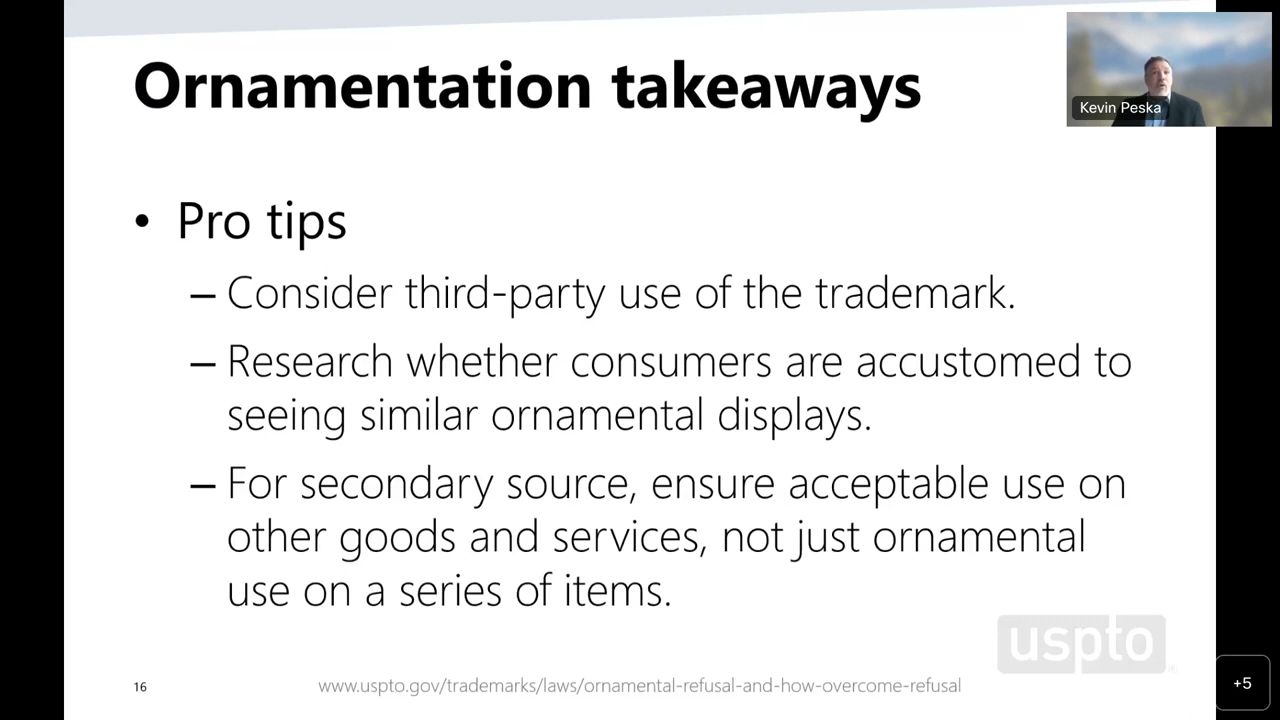 Ornamentation takeaways
Kevin Peska
• Pro tips
– Consider third-party use of the trademark.
– Research whether consumers are accustomed to
seeing similar ornamental displays.
– For secondary source, ensure acceptable use on
other goods and services, not just ornamental
use on a series of items.
uspto®
16
www.uspto.gov/trademarks/laws/ornamental-refusal-and-how-overcome-refusal
+5